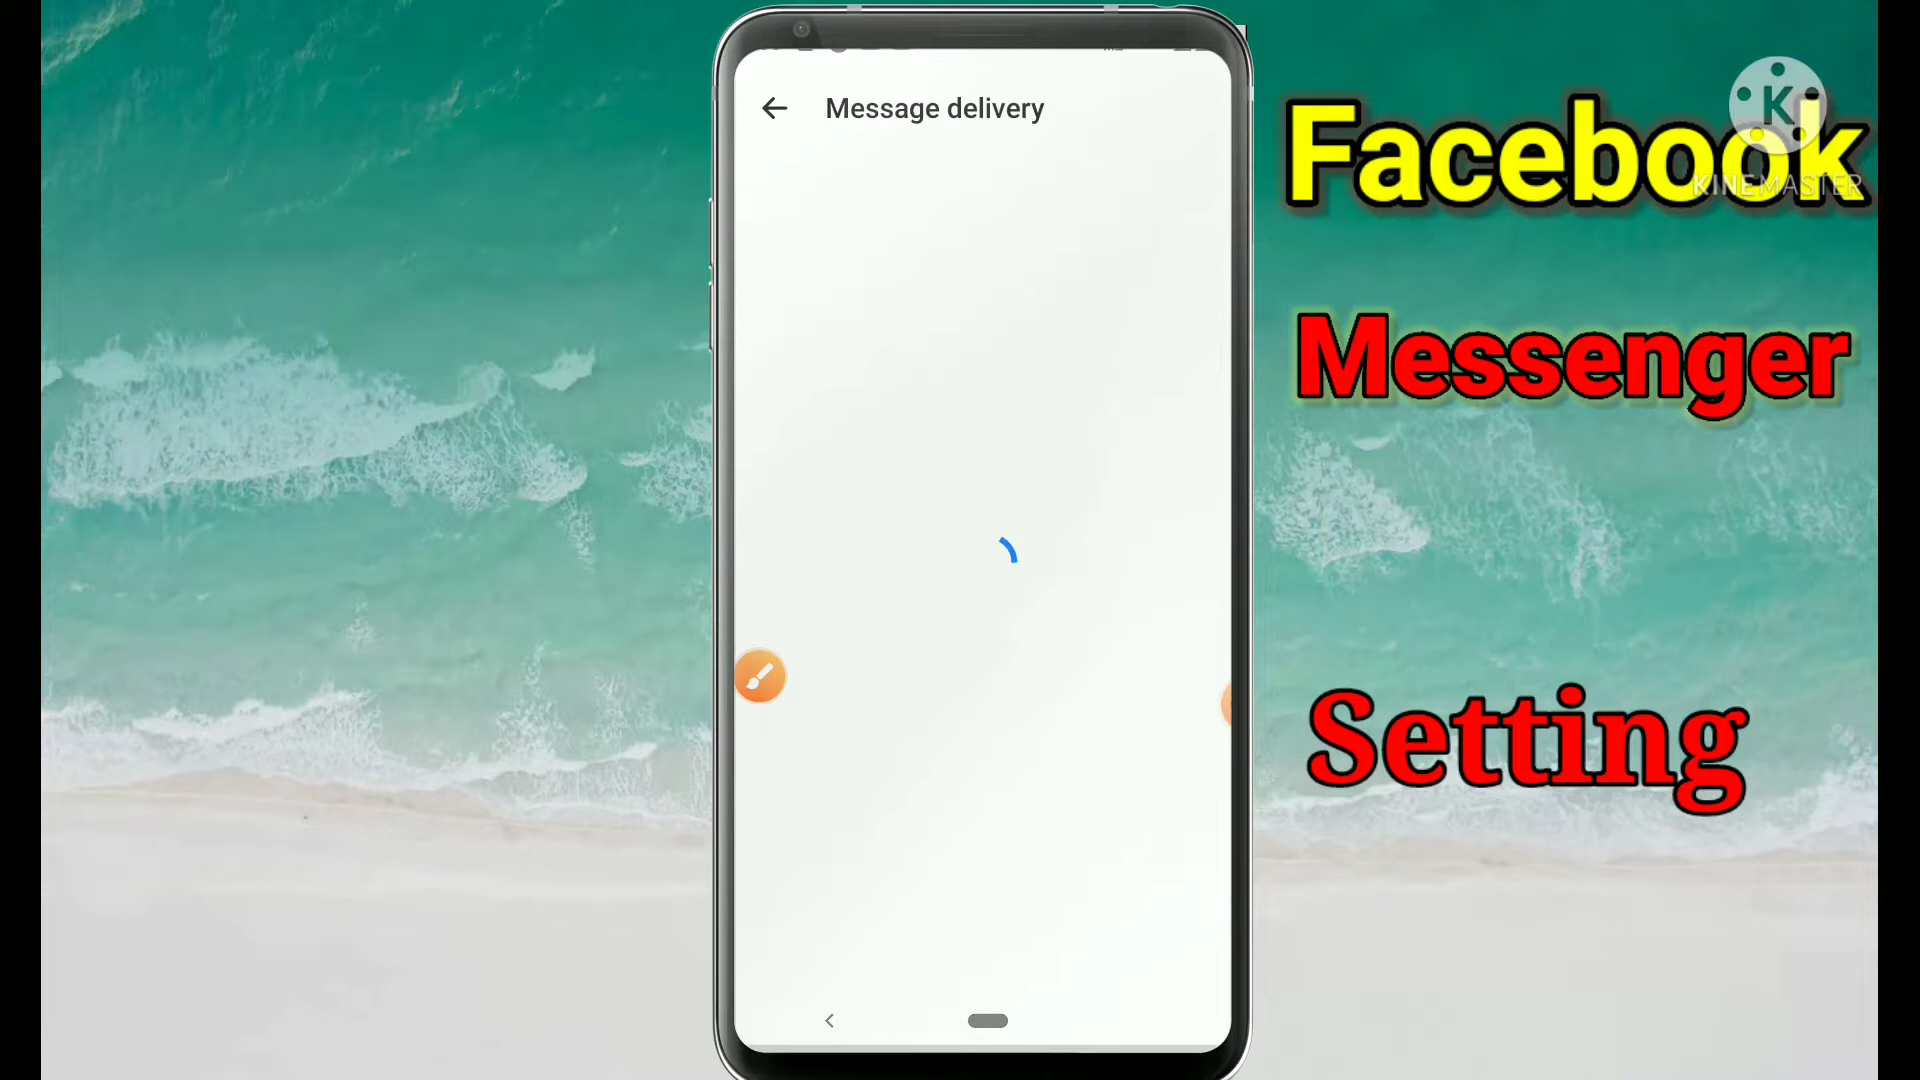 Message delivery
Facebook
K
KINEMASTER
Messenger
Setting